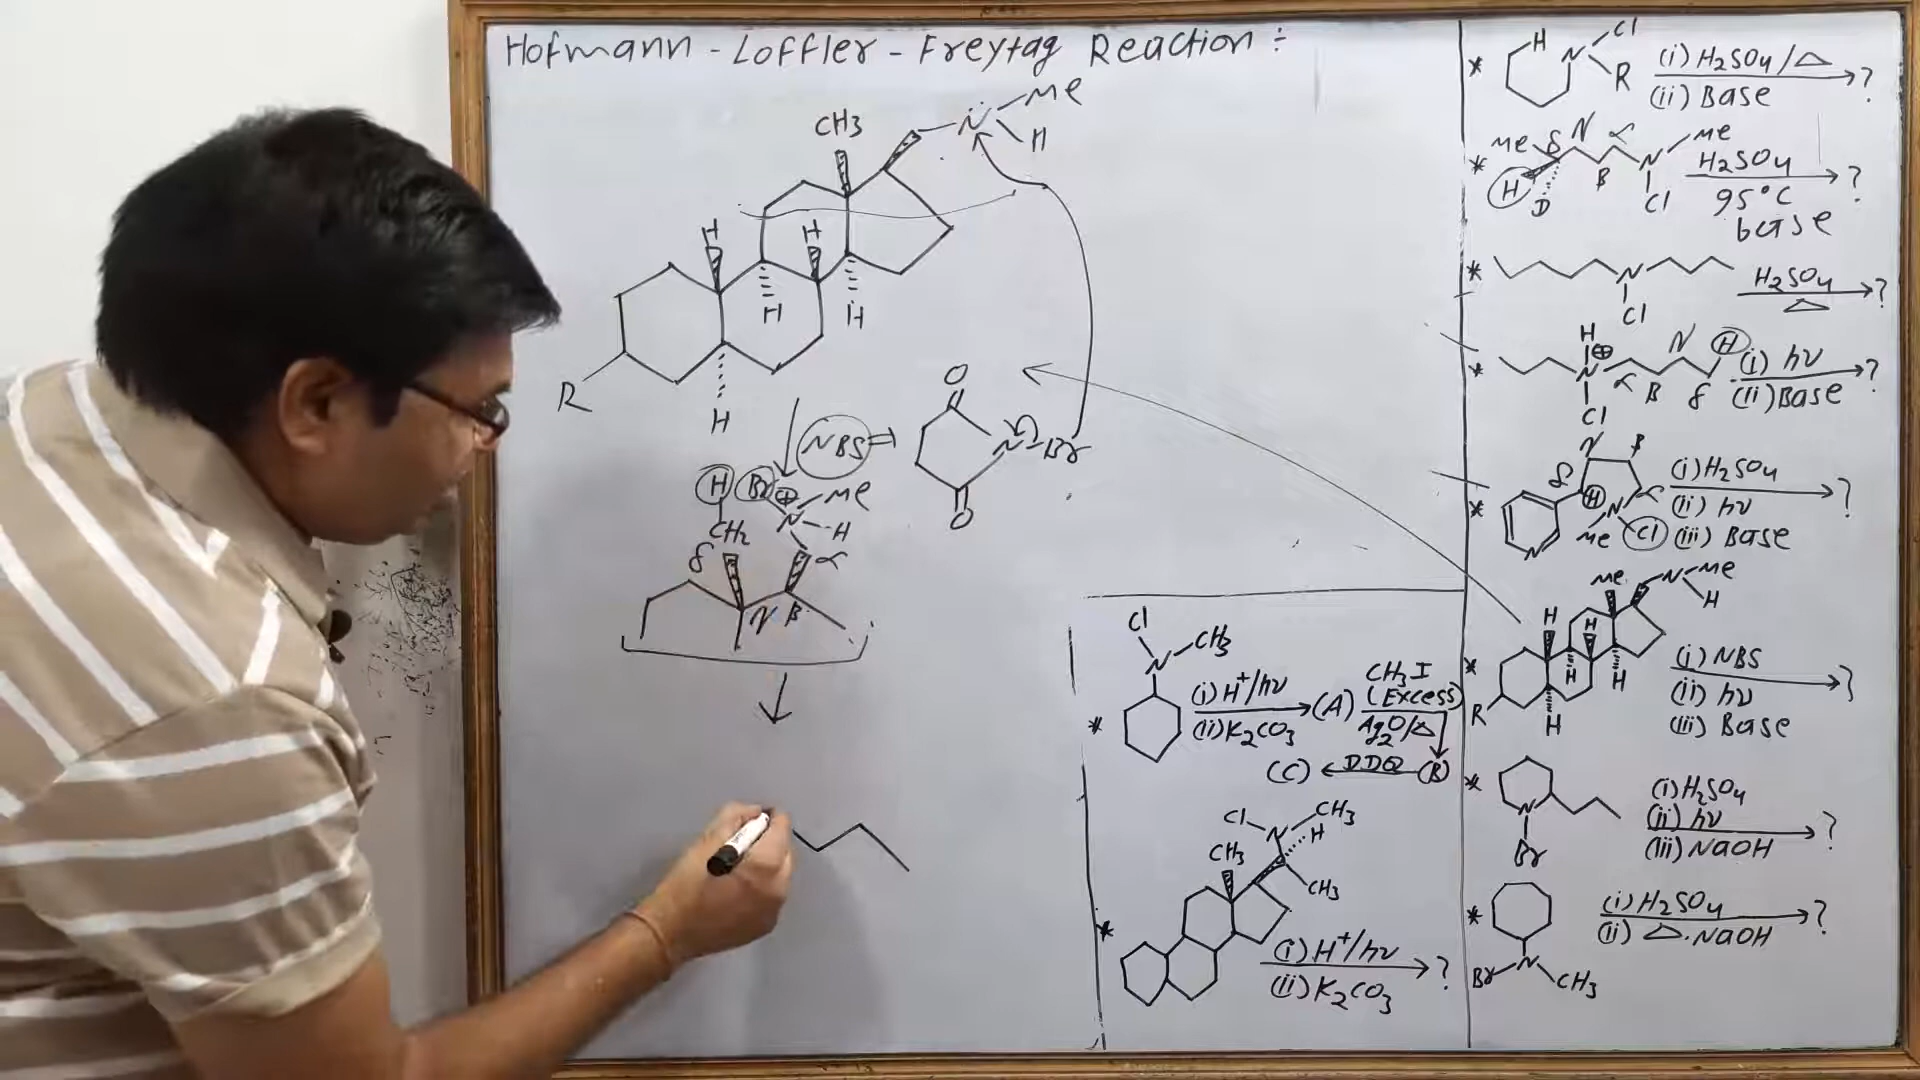 Hofmann - Loffler - Freytag Reaction :
CH3
N̈
Me
H
H
H
H
H
R
H
NBS ⇒
O
N-Br
O
H
Br
⊕
Me
N
H
CH2
δ
α
γ
β
Cl
N
CH3
* (i) H+/hν
(ii) K2CO3
→ (A)
CH3I
(Excess)
Ag2O/△
(C) ← DDQ (B)
Cl
N
CH3
H
CH3
CH3
* (i) H+/hν
(ii) K2CO3
→ ?
* H N Cl
R
(i) H2SO4/△
(ii) Base
→ ?
* Me δ γ α N Me
H D β Cl
H2SO4
95°C
base
→ ?
* N
Cl
H2SO4
△
→ ?
* H
N ⊕
Cl
α β γ δ H
(i) hν
(ii) Base
→ ?
* γ β
δ H α
N
Me N Cl
(i) H2SO4
(ii) hν
(iii) Base
→ ?
* Me N Me
H
H H
H H
R
H
(i) NBS
(ii) hν
(iii) Base
→ ?
* N
Br
(i) H2SO4
(ii) hν
(iii) NaOH
→ ?
* (i) H2SO4
(ii) △.NaOH
→ ?
Br N CH3